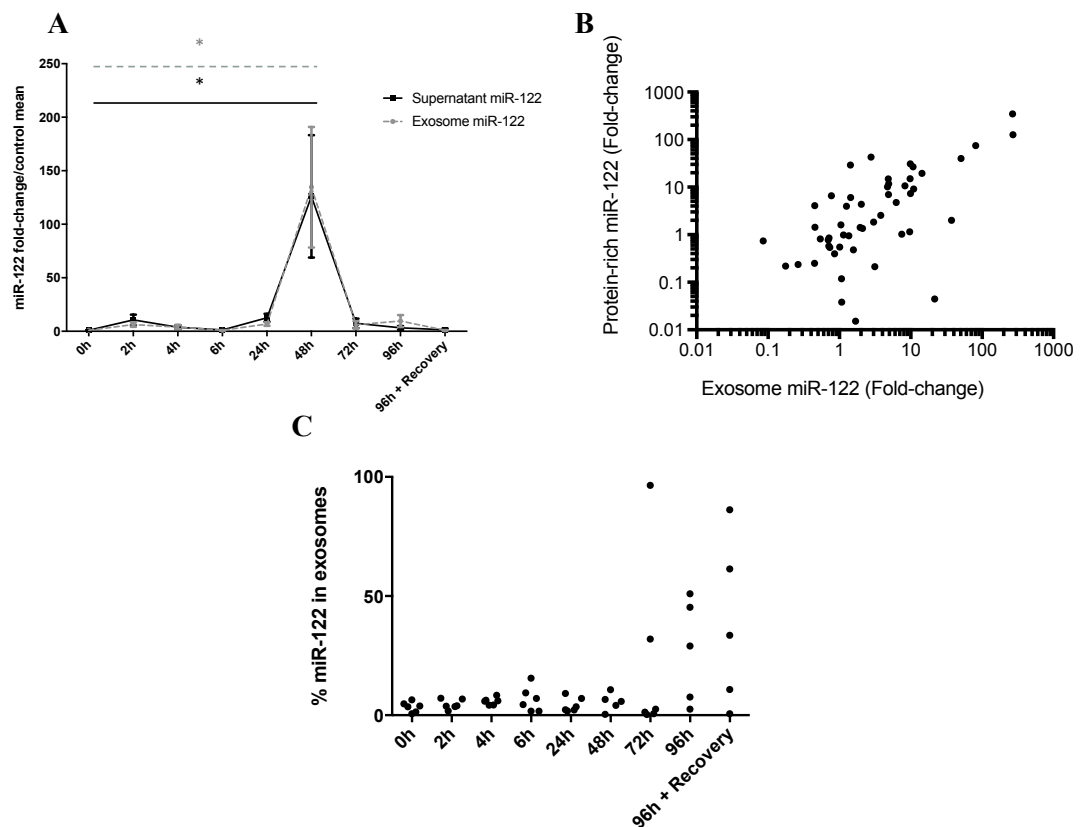 A
*
*
miR-122 fold-change/control mean
250
200
150
100
50
0
0h
2h
4h
6h
24h
48h
72h
96h
96h + Recovery
Supernatant miR-122
Exosome miR-122
B
Protein-rich miR-122 (Fold-change)
1000
100
10
1
0.1
0.01
0.01
0.1
1
10
100
1000
Exosome miR-122 (Fold-change)
C
% miR-122 in exosomes
100
50
0
0h
2h
4h
6h
24h
48h
72h
96h
96h + Recovery